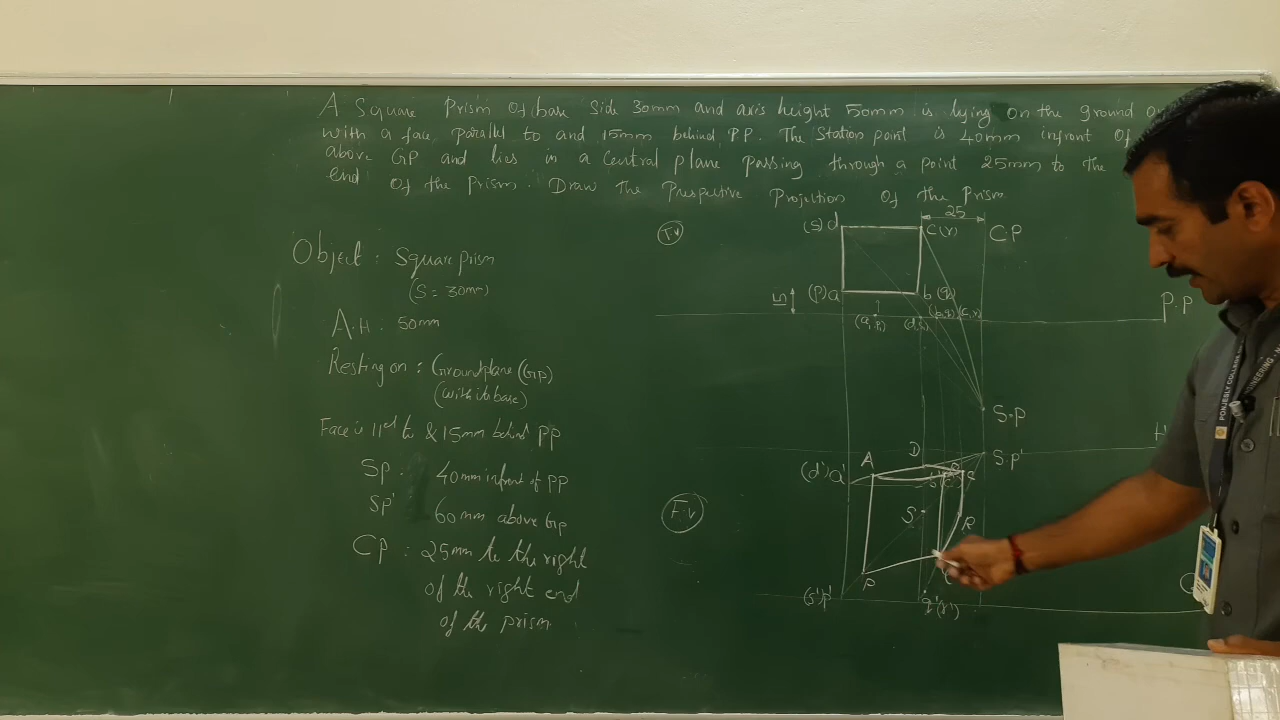 A Square Prism Of base Side 30mm and axis height 50mm is lying on the ground
with a face parallel to and 15mm behind PP. The Station point is 40mm infront of
above GP and lies in a central plane passing through a point 25mm to the
end Of the Prism. Draw The Prespective Projection Of the Prism
Object : Square prism
(S = 30mm)
A.H : 50mm
Resting on : Groundplane (GP)
(with its base)
Face is 11el to & 15mm behind PP
Sp : 40mm infront of PP
Sp' 60mm above Gp
Cp : 25mm to the right
of the right end
of the prism
T.V
(s) d
C(r)
25
C.P
15
(p) a
b (q)
P.P
S.P
H
S.P'
(d') a'
A
D
S
R
F.V
P
(s') p'
q' (r')